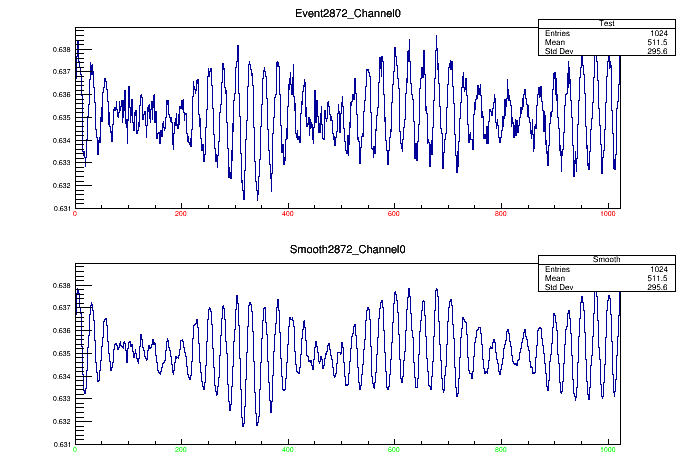 Event2872_Channel0
Test
Entries 1024
Mean 511.5
Std Dev 295.6
0.638
0.637
0.636
0.635
0.634
0.633
0.632
0.631
0 200 400 600 800 1000
Smooth2872_Channel0
Smooth
Entries 1024
Mean 511.5
Std Dev 295.6
0.638
0.637
0.636
0.635
0.634
0.633
0.632
0.631
0 200 400 600 800 1000